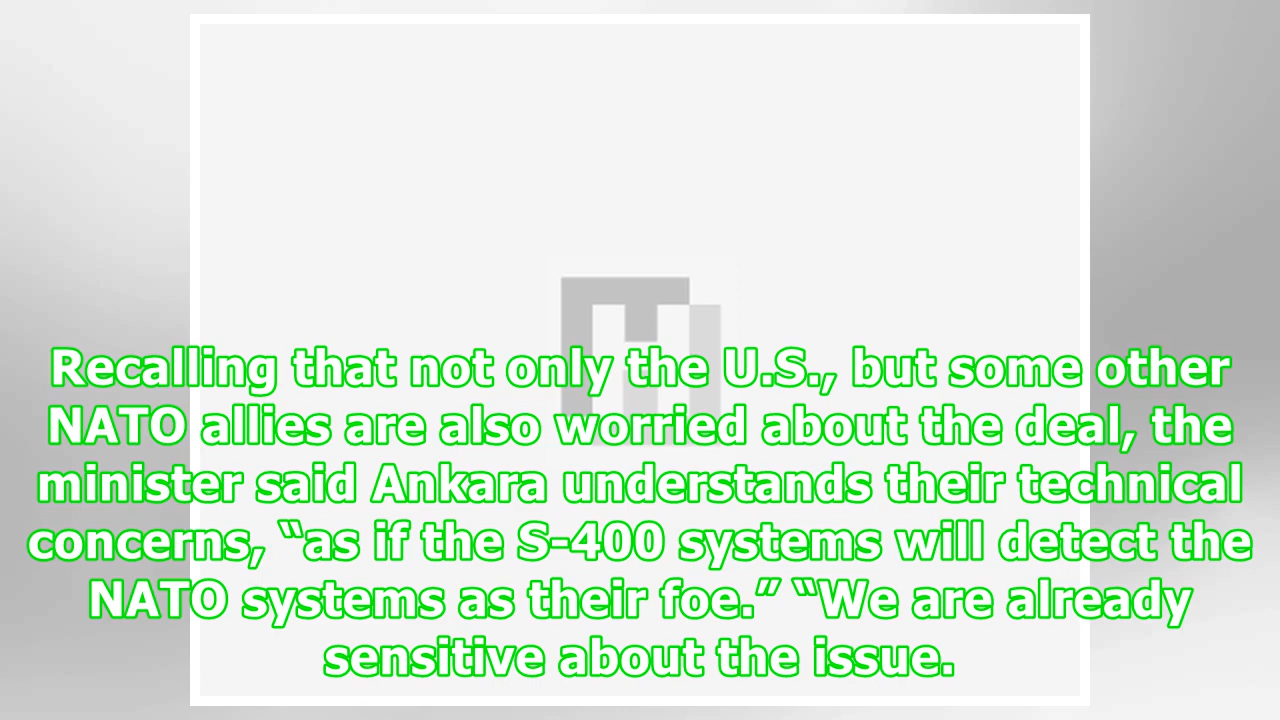 Recalling that not only the U.S., but some other
NATO allies are also worried about the deal, the
minister said Ankara understands their technical
concerns, “as if the S-400 systems will detect the
NATO systems as their foe.” “We are already
sensitive about the issue.